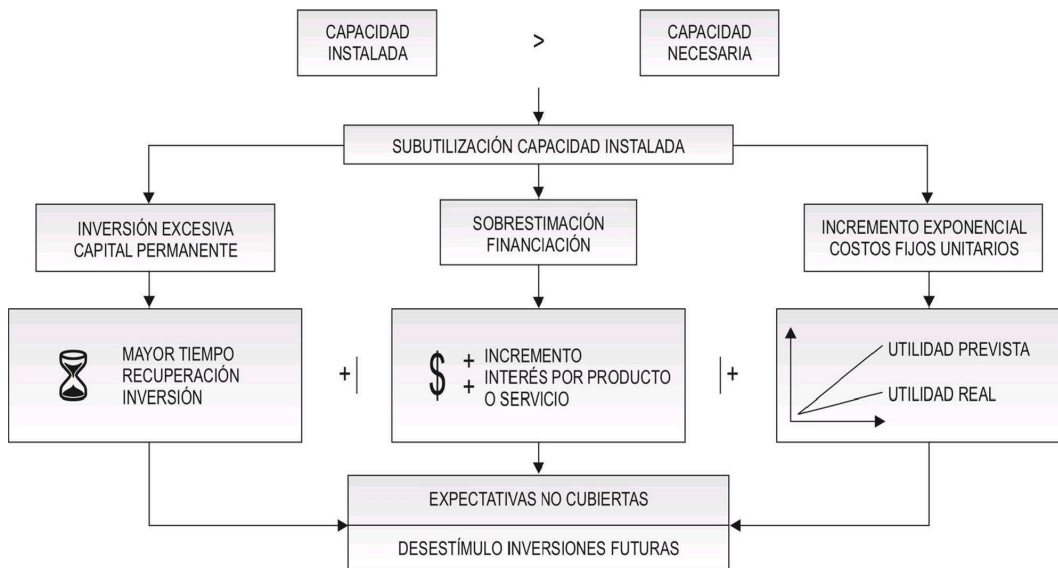 CAPACIDAD
INSTALADA
>
CAPACIDAD
NECESARIA
SUBUTILIZACIÓN CAPACIDAD INSTALADA
INVERSIÓN EXCESIVA
CAPITAL PERMANENTE
SOBRESTIMACIÓN
FINANCIACIÓN
INCREMENTO EXPONENCIAL
COSTOS FIJOS UNITARIOS
MAYOR TIEMPO
RECUPERACIÓN
INVERSIÓN
+
$ + INCREMENTO
+ INTERÉS POR PRODUCTO
O SERVICIO
+
UTILIDAD PREVISTA
UTILIDAD REAL
EXPECTATIVAS NO CUBIERTAS
DESESTÍMULO INVERSIONES FUTURAS